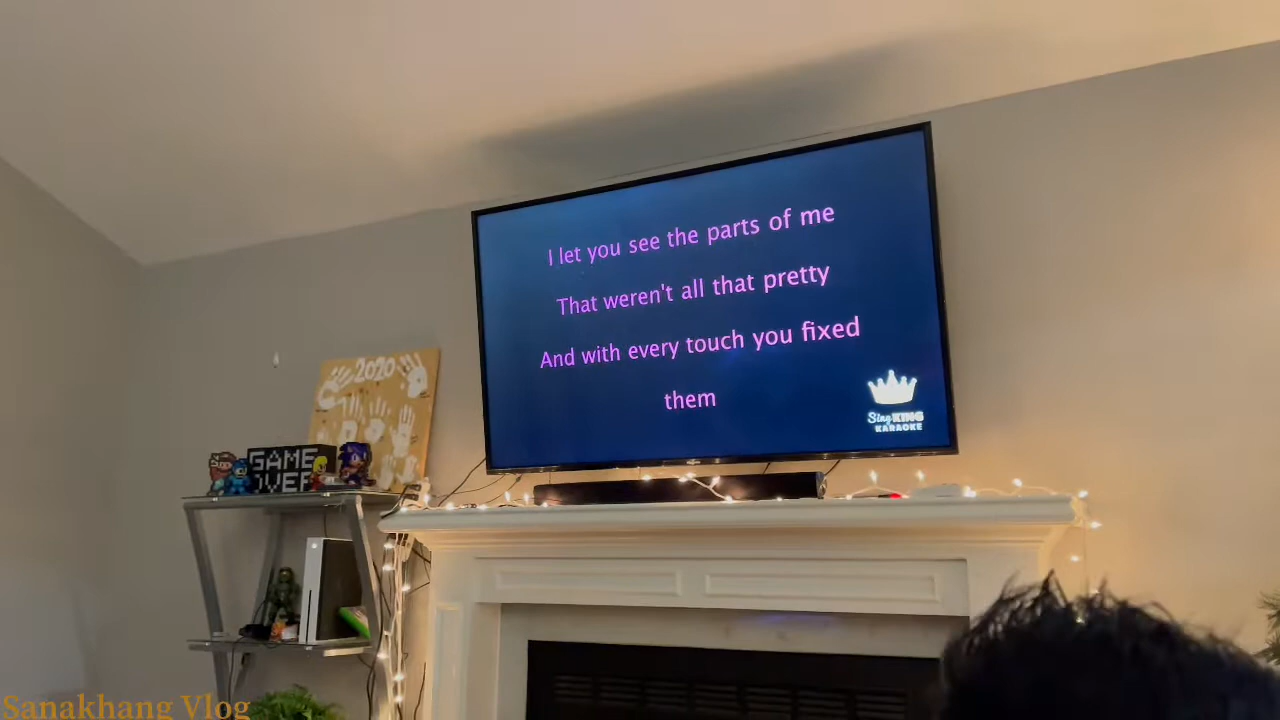 I let you see the parts of me
That weren't all that pretty
And with every touch you fixed
them
Sing KING
KARAOKE
2020
GAME
OVER
Sanakhang Vlog